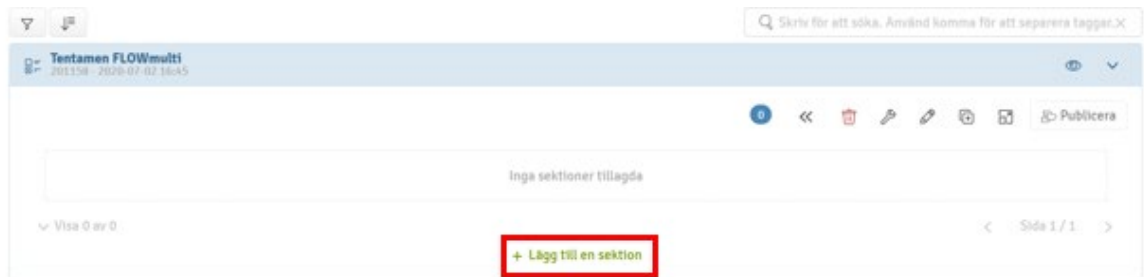 Skriv för att söka. Använd komma för att separera taggar.
Tentamen FLOWmulti
201158 - 2020-07-02 16:45
0
Publicera
Inga sektioner tillagda
Visa 0 av 0
Sida 1 / 1
+ Lägg till en sektion